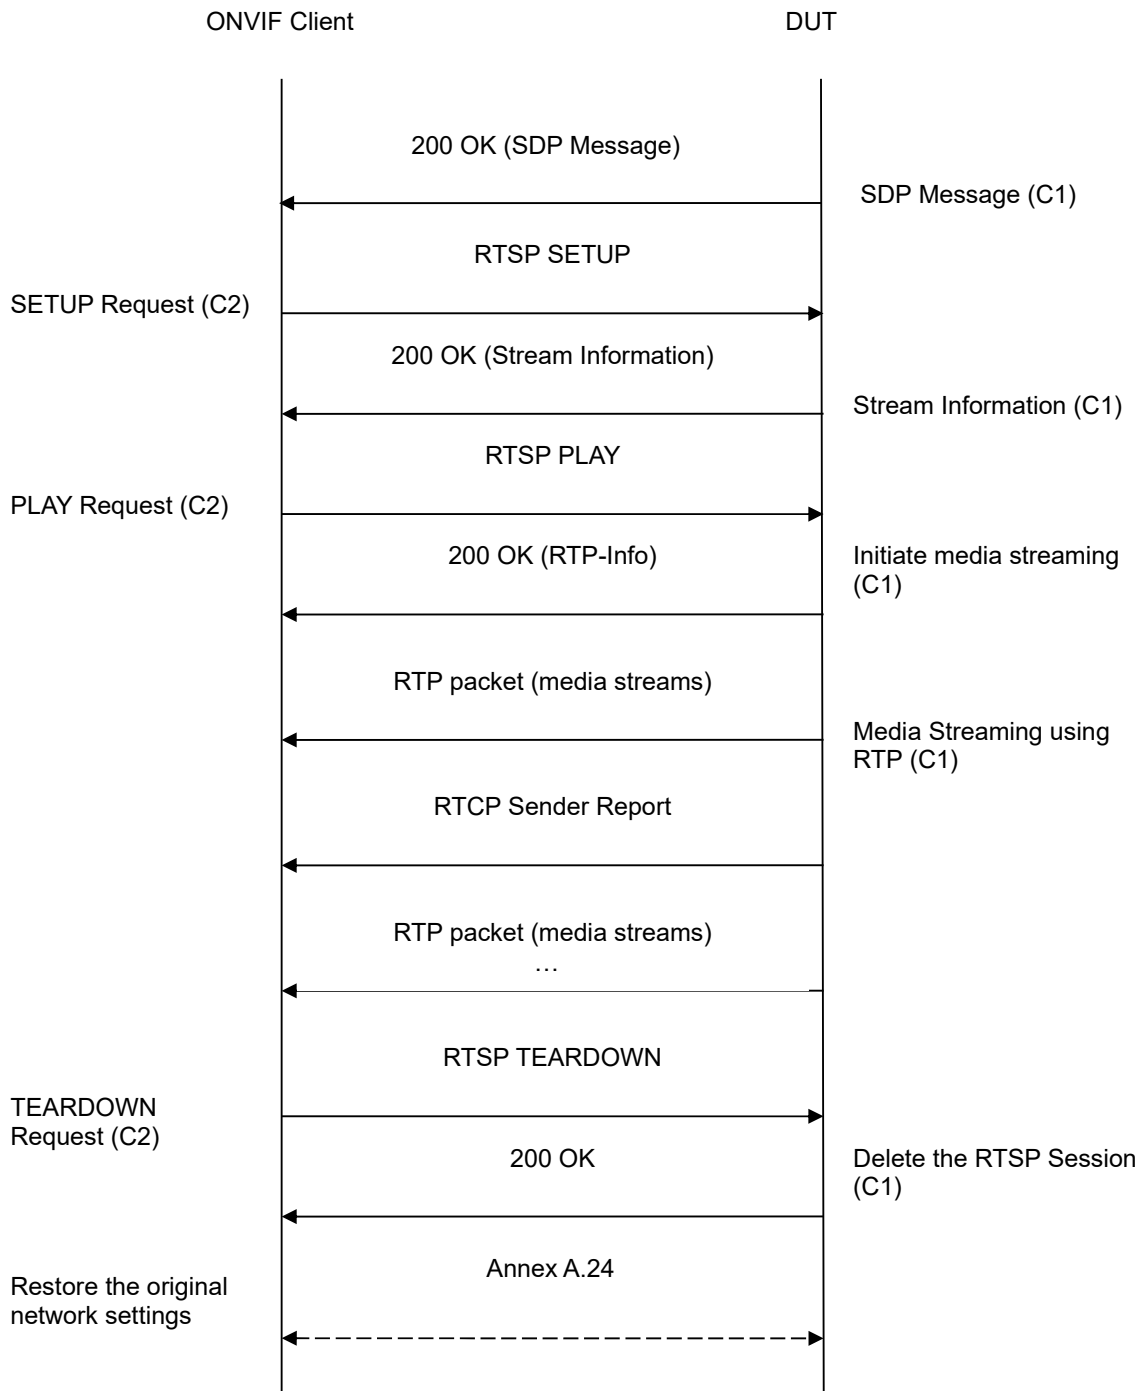 ONVIF Client
DUT
200 OK (SDP Message)
SDP Message (C1)
RTSP SETUP
SETUP Request (C2)
200 OK (Stream Information)
Stream Information (C1)
RTSP PLAY
PLAY Request (C2)
200 OK (RTP-Info)
Initiate media streaming
(C1)
RTP packet (media streams)
Media Streaming using
RTP (C1)
RTCP Sender Report
RTP packet (media streams)
…
RTSP TEARDOWN
TEARDOWN
Request (C2)
200 OK
Delete the RTSP Session
(C1)
Annex A.24
Restore the original
network settings